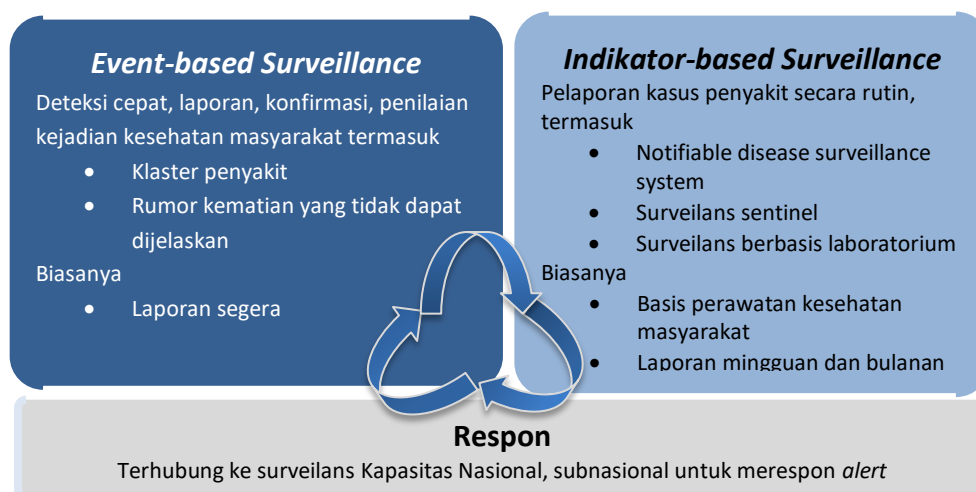 Event-based Surveillance
Deteksi cepat, laporan, konfirmasi, penilaian
kejadian kesehatan masyarakat termasuk
• Klaster penyakit
• Rumor kematian yang tidak dapat
dijelaskan
Biasanya
• Laporan segera
Indikator-based Surveillance
Pelaporan kasus penyakit secara rutin,
termasuk
• Notifiable disease surveillance
system
• Surveilans sentinel
• Surveilans berbasis laboratorium
Biasanya
• Basis perawatan kesehatan
masyarakat
• Laporan mingguan dan bulanan
Respon
Terhubung ke surveilans Kapasitas Nasional, subnasional untuk merespon alert